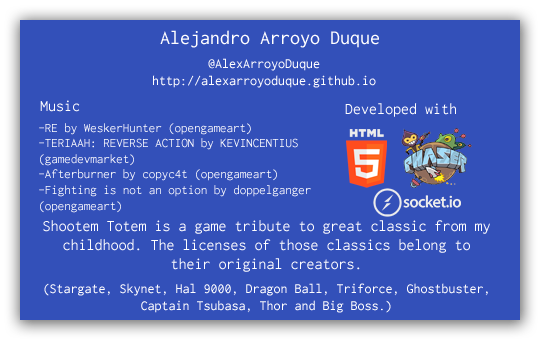 Alejandro Arroyo Duque
@AlexArroyoDuque
http://alexarroyoduque.github.io
Music
-RE by WeskerHunter (opengameart)
-TERIAAH: REVERSE ACTION by KEVINCENTIUS
(gamedevmarket)
-Afterburner by copyc4t (opengameart)
-Fighting is not an option by doppelganger
(opengameart)
Developed with
HTML
5
PHASER
socket.io
Shootem Totem is a game tribute to great classic from my
childhood. The licenses of those classics belong to
their original creators.
(Stargate, Skynet, Hal 9000, Dragon Ball, Triforce, Ghostbuster,
Captain Tsubasa, Thor and Big Boss.)